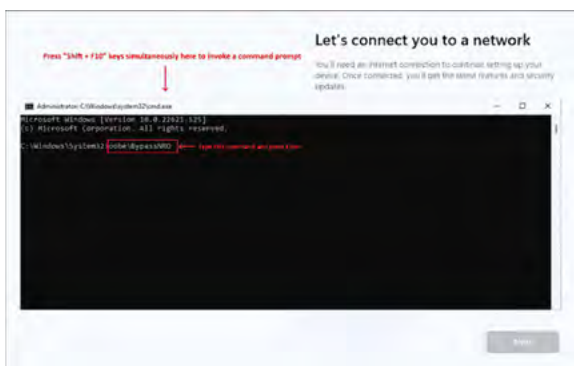 Let's connect you to a network
Press "Shift + F10" keys simultaneously here to invoke a command prompt
You'll need an internet connection to continue setting up your
device. Once connected, you'll get the latest features and security
updates.
Administrator: C:\Windows\system32\cmd.exe
Microsoft Windows [Version 10.0.22621.525]
(c) Microsoft Corporation. All rights reserved.
C:\Windows\System32 oobe\BypassNRO
Type this command and press Enter